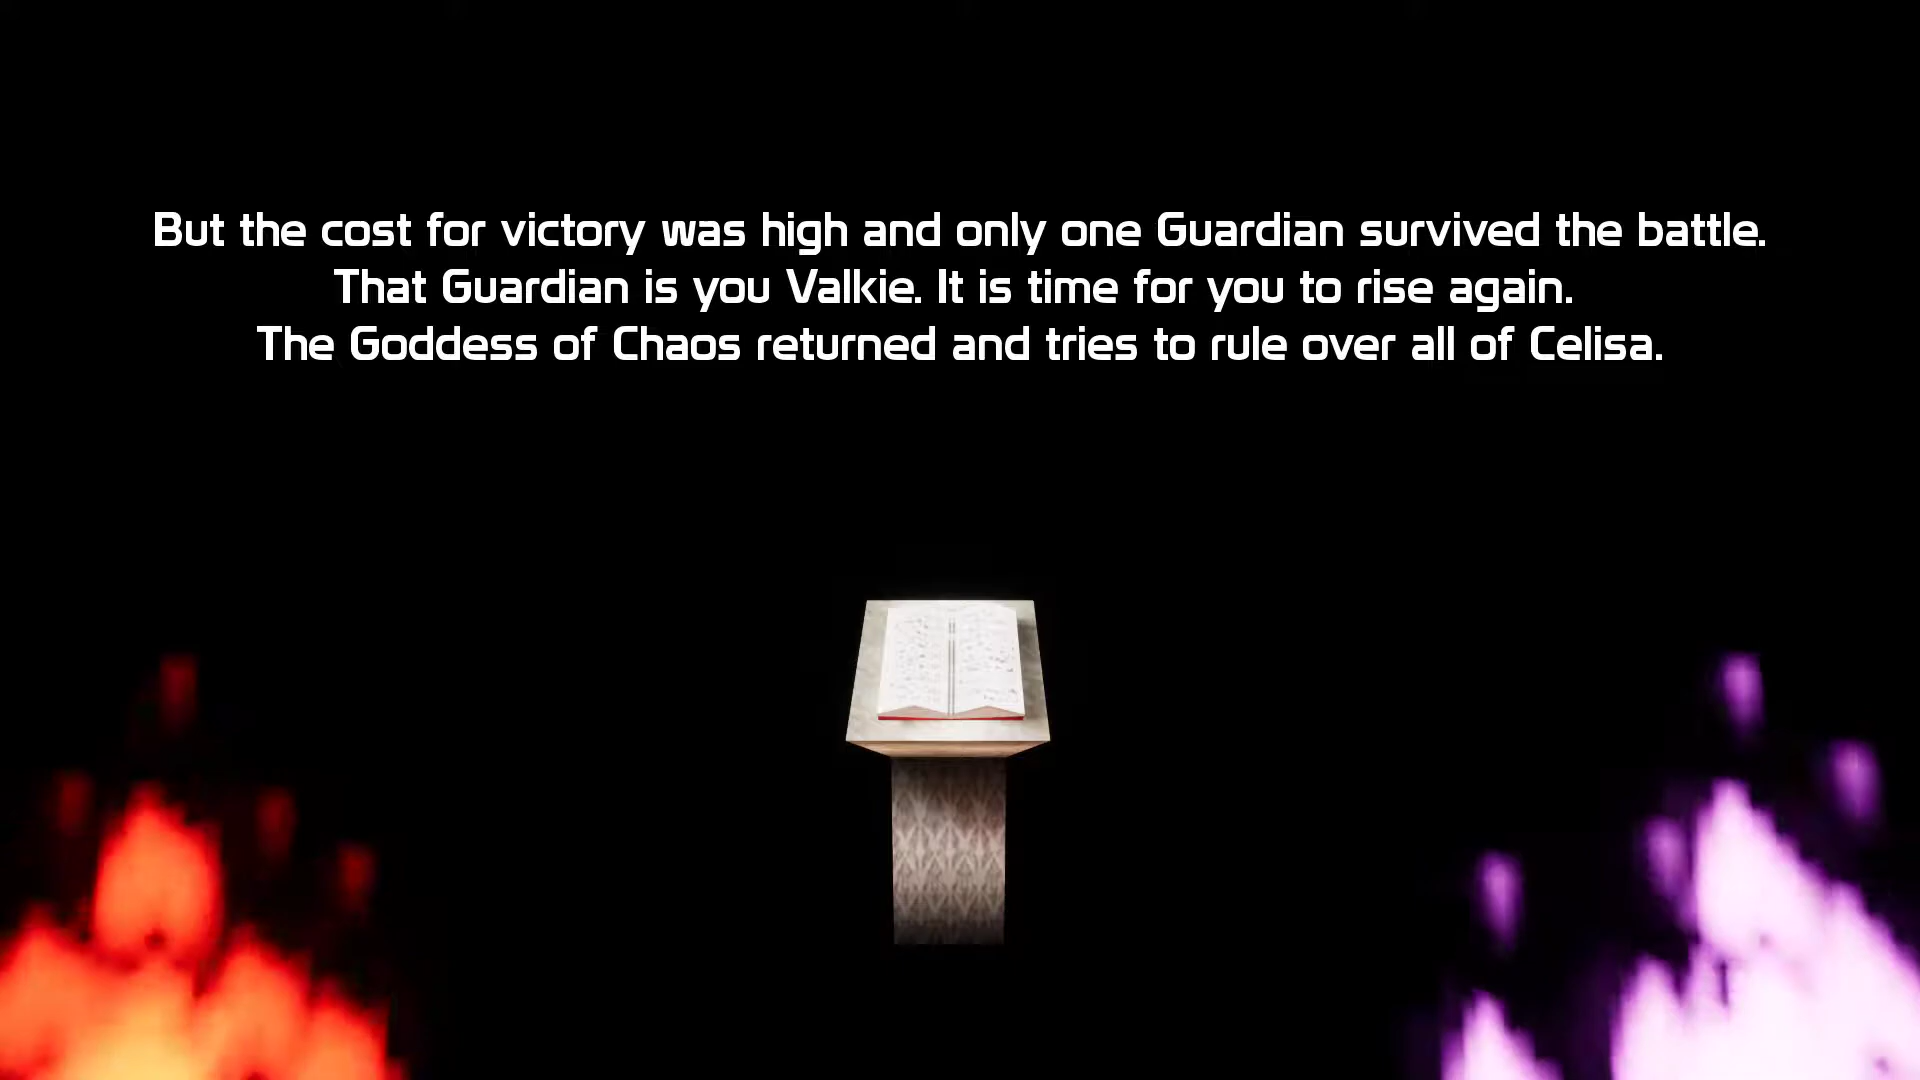 But the cost for victory was high and only one Guardian survived the battle.
That Guardian is you Valkie. It is time for you to rise again.
The Goddess of Chaos returned and tries to rule over all of Celisa.